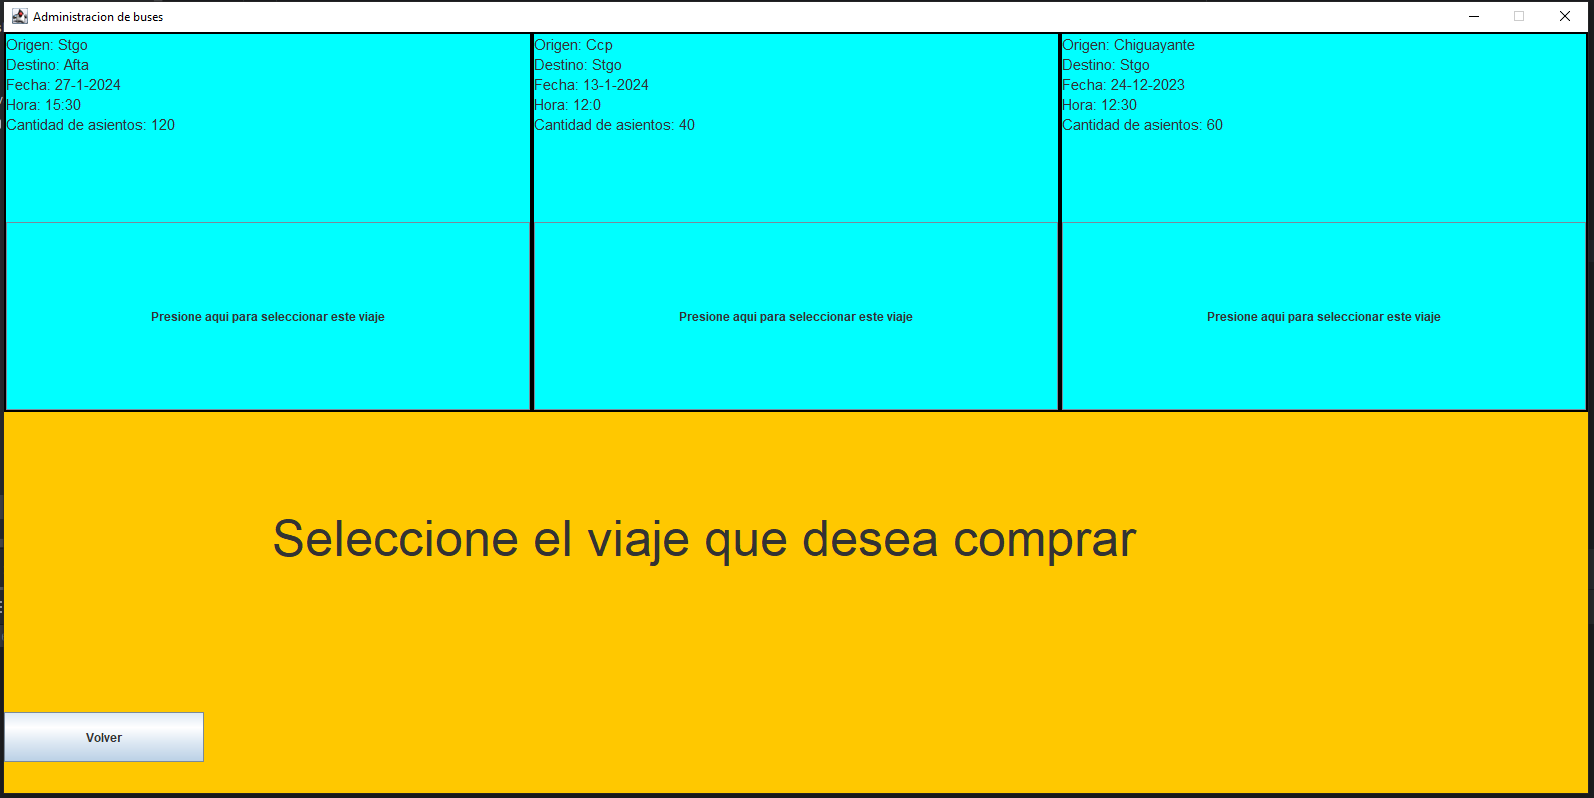 Administracion de buses
Origen: Stgo
Destino: Afta
Fecha: 27-1-2024
Hora: 15:30
Cantidad de asientos: 120
Presione aqui para seleccionar este viaje
Origen: Ccp
Destino: Stgo
Fecha: 13-1-2024
Hora: 12:0
Cantidad de asientos: 40
Presione aqui para seleccionar este viaje
Origen: Chiguayante
Destino: Stgo
Fecha: 24-12-2023
Hora: 12:30
Cantidad de asientos: 60
Presione aqui para seleccionar este viaje
Seleccione el viaje que desea comprar
Volver